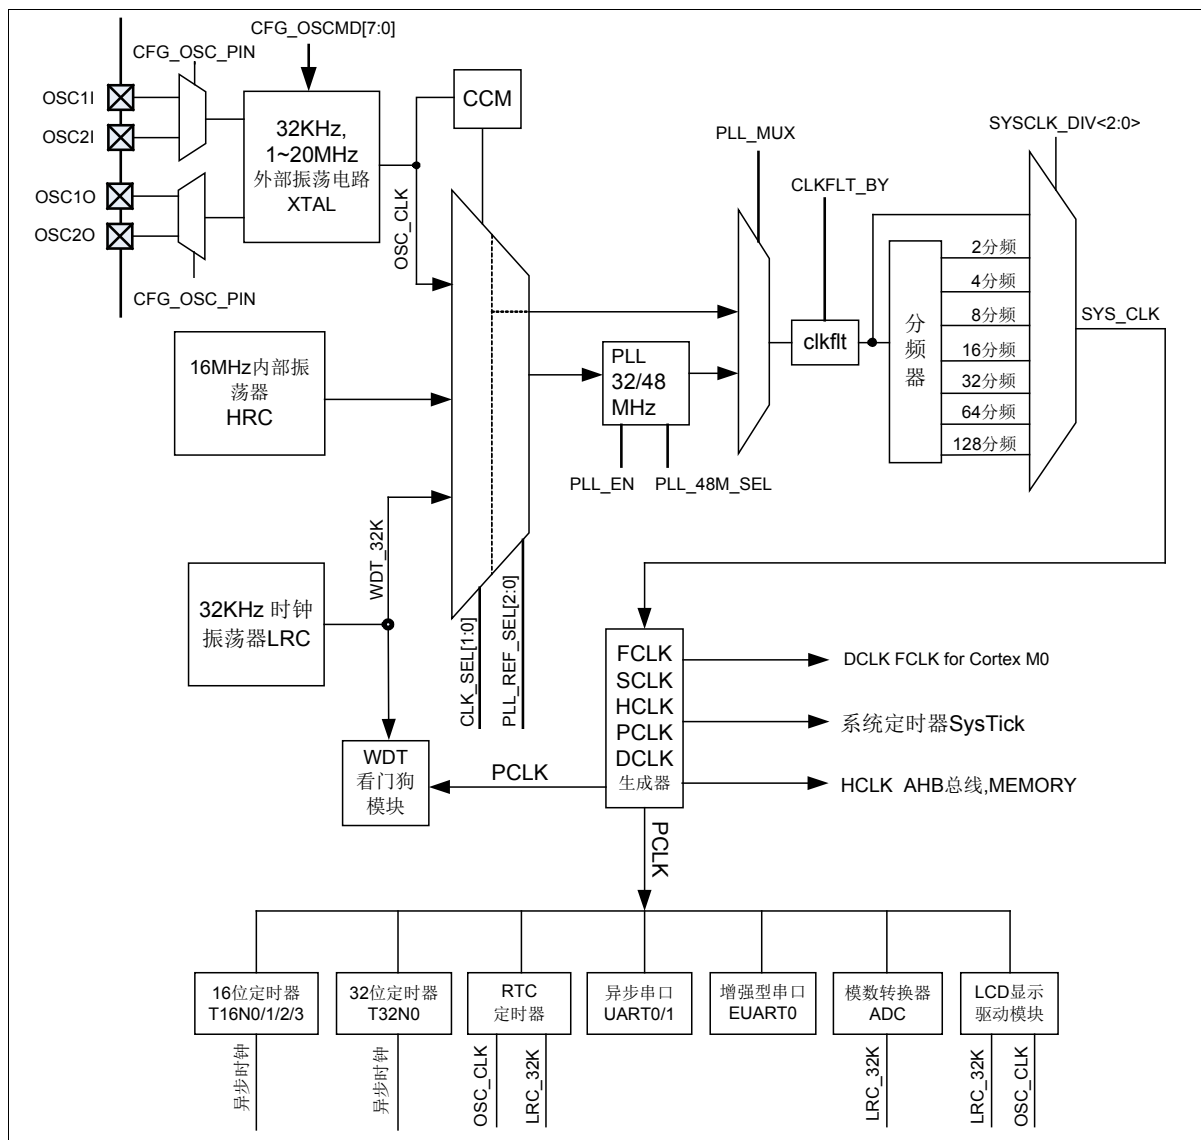 CFG_OSCMD[7:0]
CFG_OSC_PIN
OSC1I
OSC2I
OSC1O
OSC2O
CFG_OSC_PIN
32KHz,
1~20MHz
外部振荡电路
XTAL
CCM
OSC_CLK
PLL_MUX
CLKFLT_BY
SYSCLK_DIV<2:0>
16MHz内部振
荡器
HRC
PLL
32/48
MHz
PLL_EN
PLL_48M_SEL
clkflt
分
频
器
2分频
4分频
8分频
16分频
32分频
64分频
128分频
SYS_CLK
WDT_32K
32KHz 时钟
振荡器LRC
CLK_SEL[1:0]
PLL_REF_SEL[2:0]
FCLK
SCLK
HCLK
PCLK
DCLK
生成器
DCLK FCLK for Cortex M0
系统定时器SysTick
HCLK AHB总线,MEMORY
WDT
看门狗
模块
PCLK
PCLK
16位定时器
T16N0/1/2/3
32位定时器
T32N0
RTC
定时器
异步串口
UART0/1
增强型串口
EUART0
模数转换器
ADC
LCD显示
驱动模块
异步时钟
异步时钟
OSC_CLK
LRC_32K
LRC_32K
LRC_32K
OSC_CLK